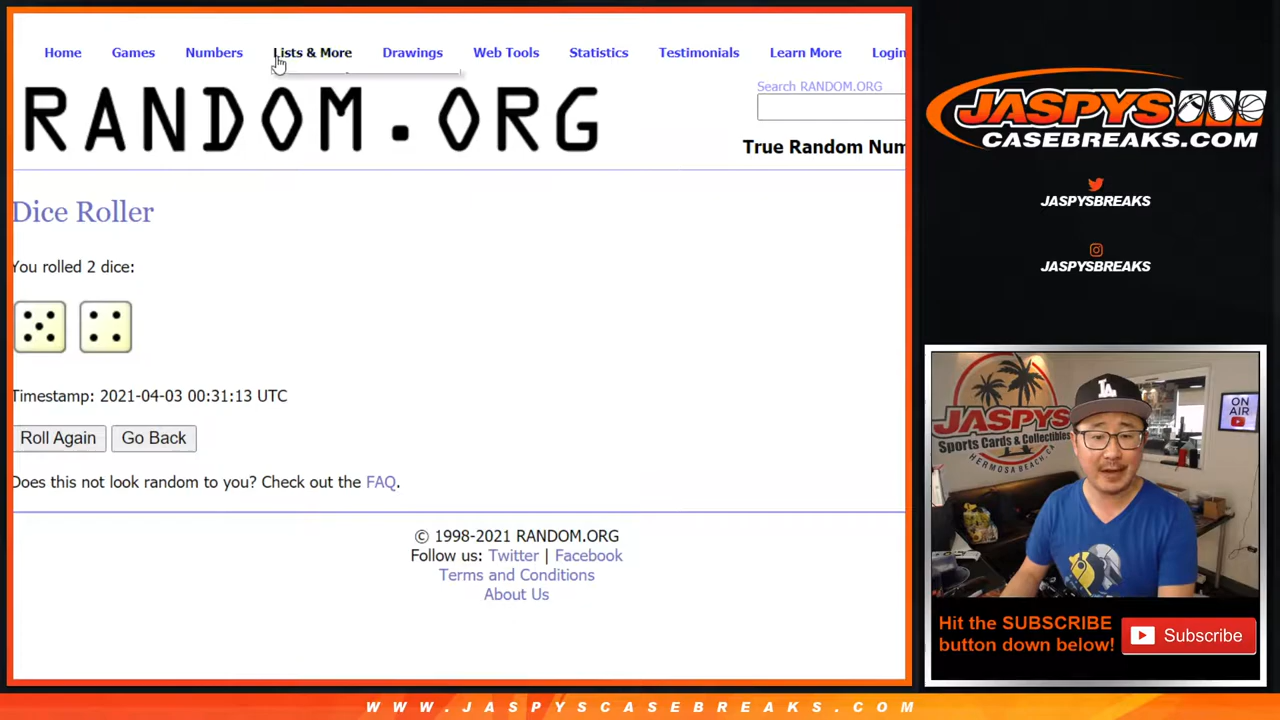 Home Games Numbers Lists & More Drawings Web Tools Statistics Testimonials Learn More Login
RANDOM.ORG
Search RANDOM.ORG
True Random Num
Dice Roller
You rolled 2 dice:
Timestamp: 2021-04-03 00:31:13 UTC
Roll Again Go Back
Does this not look random to you? Check out the FAQ.
© 1998-2021 RANDOM.ORG
Follow us: Twitter | Facebook
Terms and Conditions
About Us
JASPYS
CASEBREAKS.COM
JASPYSBREAKS
JASPYSBREAKS
JASPYS
Sports Cards & Collectibles
HERMOSA BEACH, CA
LA
ON
AIR
Hit the SUBSCRIBE
button down below!
Subscribe
WWW.JASPYSCASEBREAKS.COM